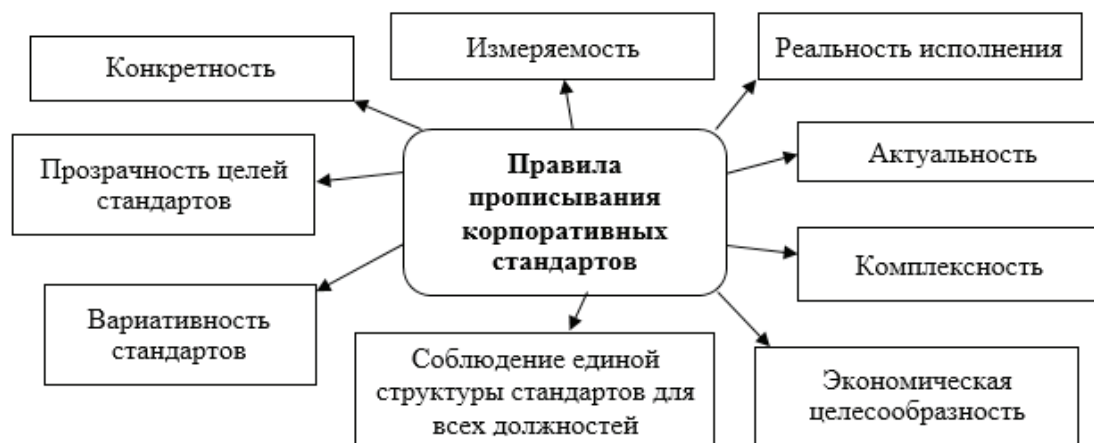 Конкретность
Измеряемость
Реальность исполнения
Прозрачность целей
стандартов
Правила
прописывания
корпоративных
стандартов
Актуальность
Комплексность
Вариативность
стандартов
Соблюдение единой
структуры стандартов для
всех должностей
Экономическая
целесообразность